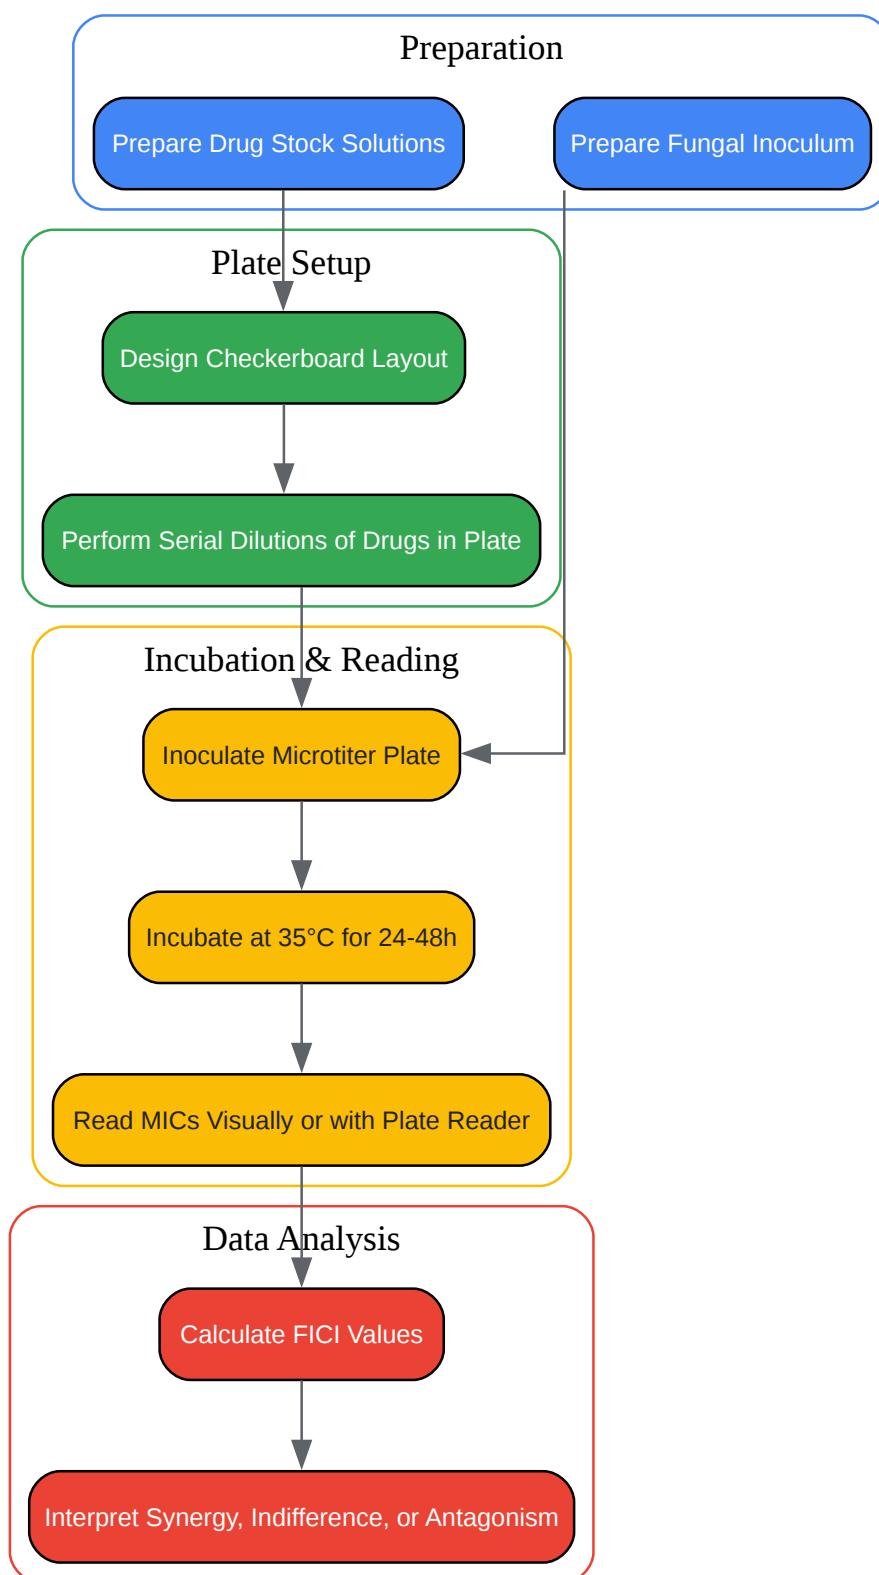 Preparation
Prepare Drug Stock Solutions
Prepare Fungal Inoculum
Plate Setup
Design Checkerboard Layout
Perform Serial Dilutions of Drugs in Plate
Incubation & Reading
Inoculate Microtiter Plate
Incubate at 35°C for 24-48h
Read MICs Visually or with Plate Reader
Data Analysis
Calculate FICI Values
Interpret Synergy, Indifference, or Antagonism